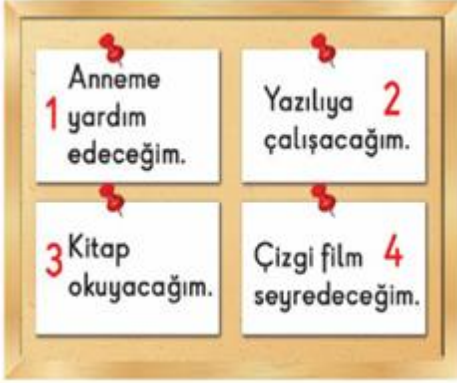 Anneme
1 yardım
edeceğim.
Yazılıya 2
çalışacağım.
3 Kitap
okuyacağım.
Çizgi film 4
seyredeceğim.